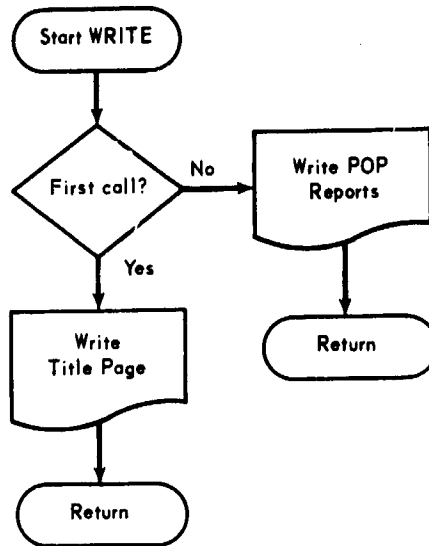 Start WRITE
First call?
No
Write POP
Reports
Yes
Write
Title Page
Return
Return